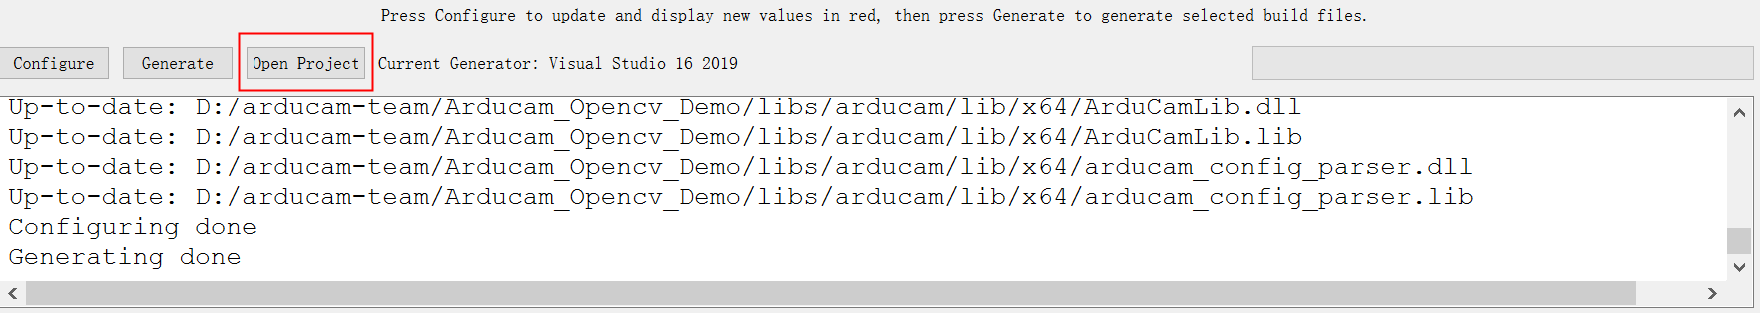 Press Configure to update and display new values in red, then press Generate to generate selected build files.
Configure Generate Open Project Current Generator: Visual Studio 16 2019
Up-to-date: D:/arducam-team/Arducam_Opencv_Demo/libs/arducam/lib/x64/ArduCamLib.dll
Up-to-date: D:/arducam-team/Arducam_Opencv_Demo/libs/arducam/lib/x64/ArduCamLib.lib
Up-to-date: D:/arducam-team/Arducam_Opencv_Demo/libs/arducam/lib/x64/arducam_config_parser.dll
Up-to-date: D:/arducam-team/Arducam_Opencv_Demo/libs/arducam/lib/x64/arducam_config_parser.lib
Configuring done
Generating done